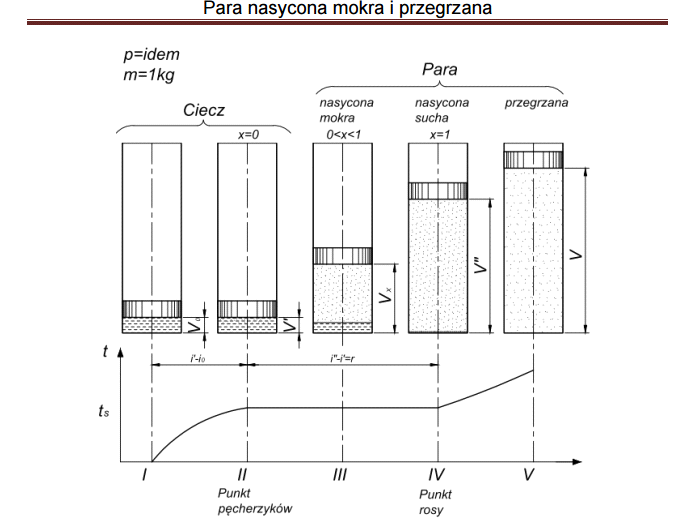 Para nasycona mokra i przegrzana
p=idem
m=1kg
Para
Ciecz
nasycona
mokra
0<x<1
nasycona
sucha
x=1
przegrzana
x=0
V₀
V'
Vₓ
V"
V
t
i'-i₀
i"-i'=r
ts
I II III IV V
Punkt
pęcherzyków
Punkt
rosy